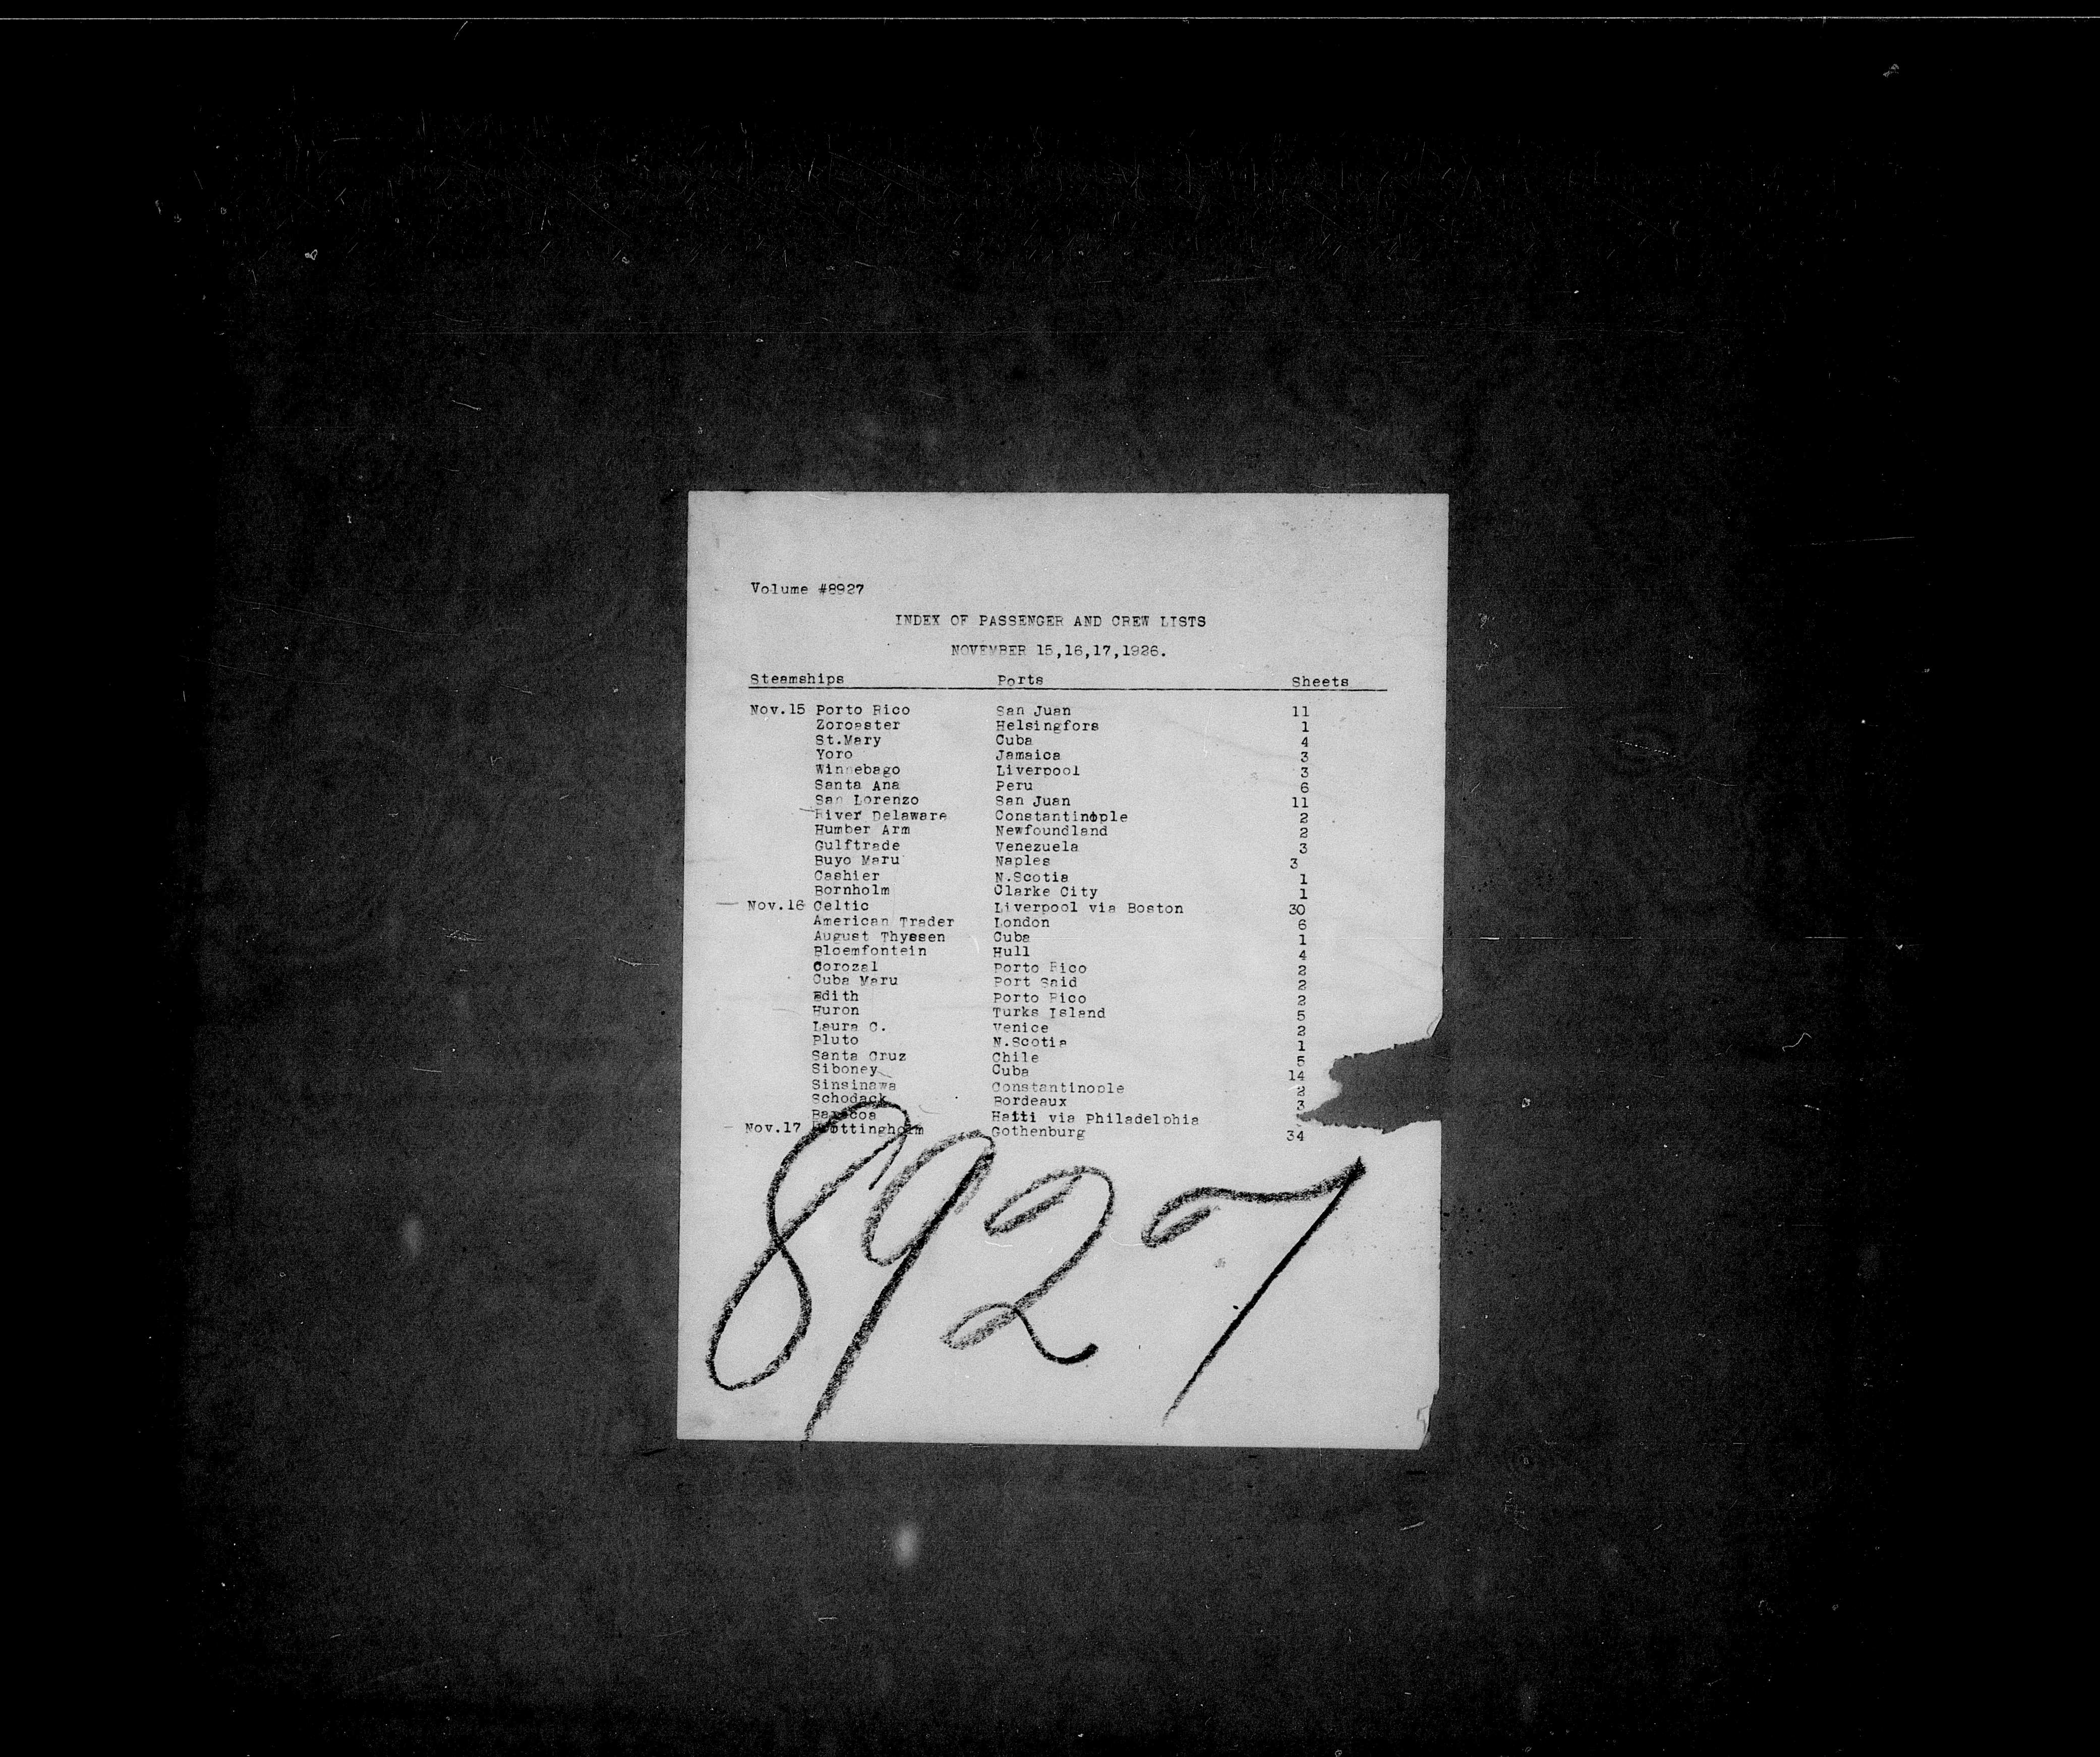 Volume #8927
INDEX OF PASSENGER AND CREW LISTS
NOVEMBER 15,16,17,1926.
Steamships Ports Sheets
Nov.15 Porto Rico San Juan 11
Zoroaster Helsingfors 1
St.Mary Cuba 4
Yoro Jamaica 3
Winnebago Liverpool 3
Santa Ana Peru 6
San Lorenzo San Juan 11
River Delaware Constantinople 2
Humber Arm Newfoundland 2
Gulftrade Venezuela 3
Buyo Maru Naples 3
Cashier N.Scotia 1
Bornholm Clarke City 1
Nov.16 Celtic Liverpool via Boston 30
American Trader London 6
August Thyssen Cuba 1
Bloemfontein Hull 4
Corozal Porto Rico 2
Cuba Maru Port Said 2
Edith Porto Rico 2
Huron Turks Island 5
Laura C. Venice 2
Pluto N.Scotia 1
Santa Cruz Chile 5
Siboney Cuba 14
Sinsinawa Constantinople 2
Schodack Bordeaux 3
Baracoa Hatti via Philadelphia
Nov.17 Drottingholm Gothenburg 34
8927